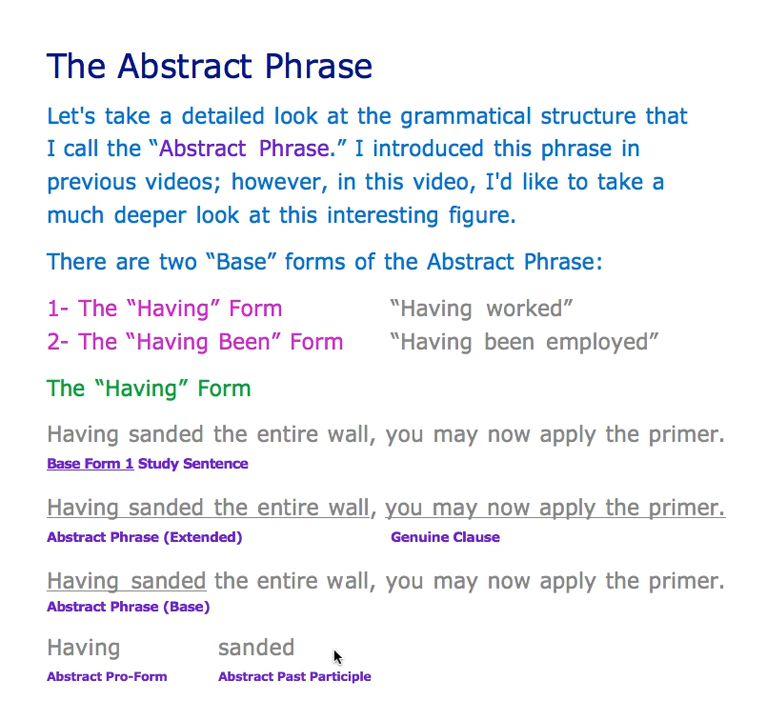 The Abstract Phrase
Let's take a detailed look at the grammatical structure that
I call the “Abstract Phrase.” I introduced this phrase in
previous videos; however, in this video, I'd like to take a
much deeper look at this interesting figure.
There are two “Base” forms of the Abstract Phrase:
1- The “Having” Form “Having worked”
2- The “Having Been” Form “Having been employed”
The “Having” Form
Having sanded the entire wall, you may now apply the primer.
Base Form 1 Study Sentence
Having sanded the entire wall, you may now apply the primer.
Abstract Phrase (Extended) Genuine Clause
Having sanded the entire wall, you may now apply the primer.
Abstract Phrase (Base)
Having sanded
Abstract Pro-Form Abstract Past Participle